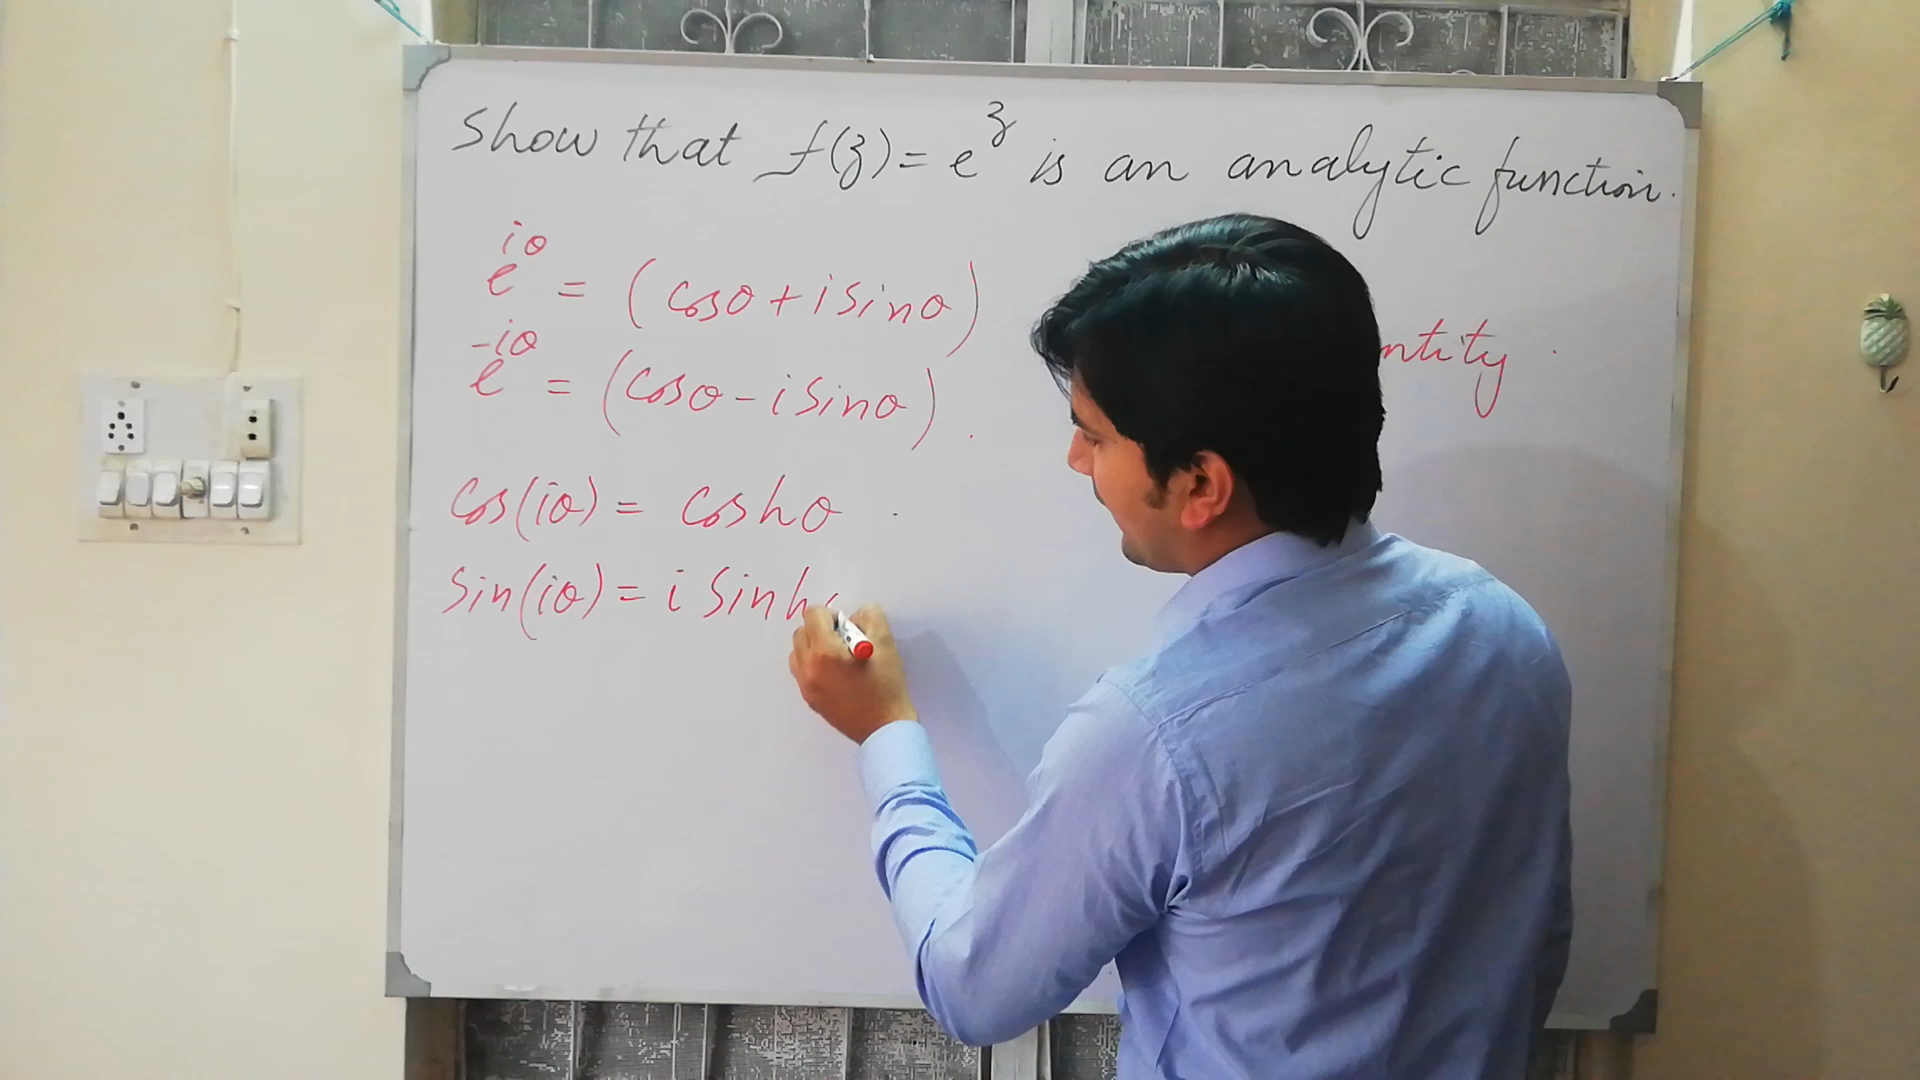 show that f(z) = e^z is an analytic function.
e^iθ = (cosθ + i sinθ)
e^-iθ = (cosθ - i sinθ).
ntity.
cos(iθ) = coshθ.
sin(iθ) = i sinh